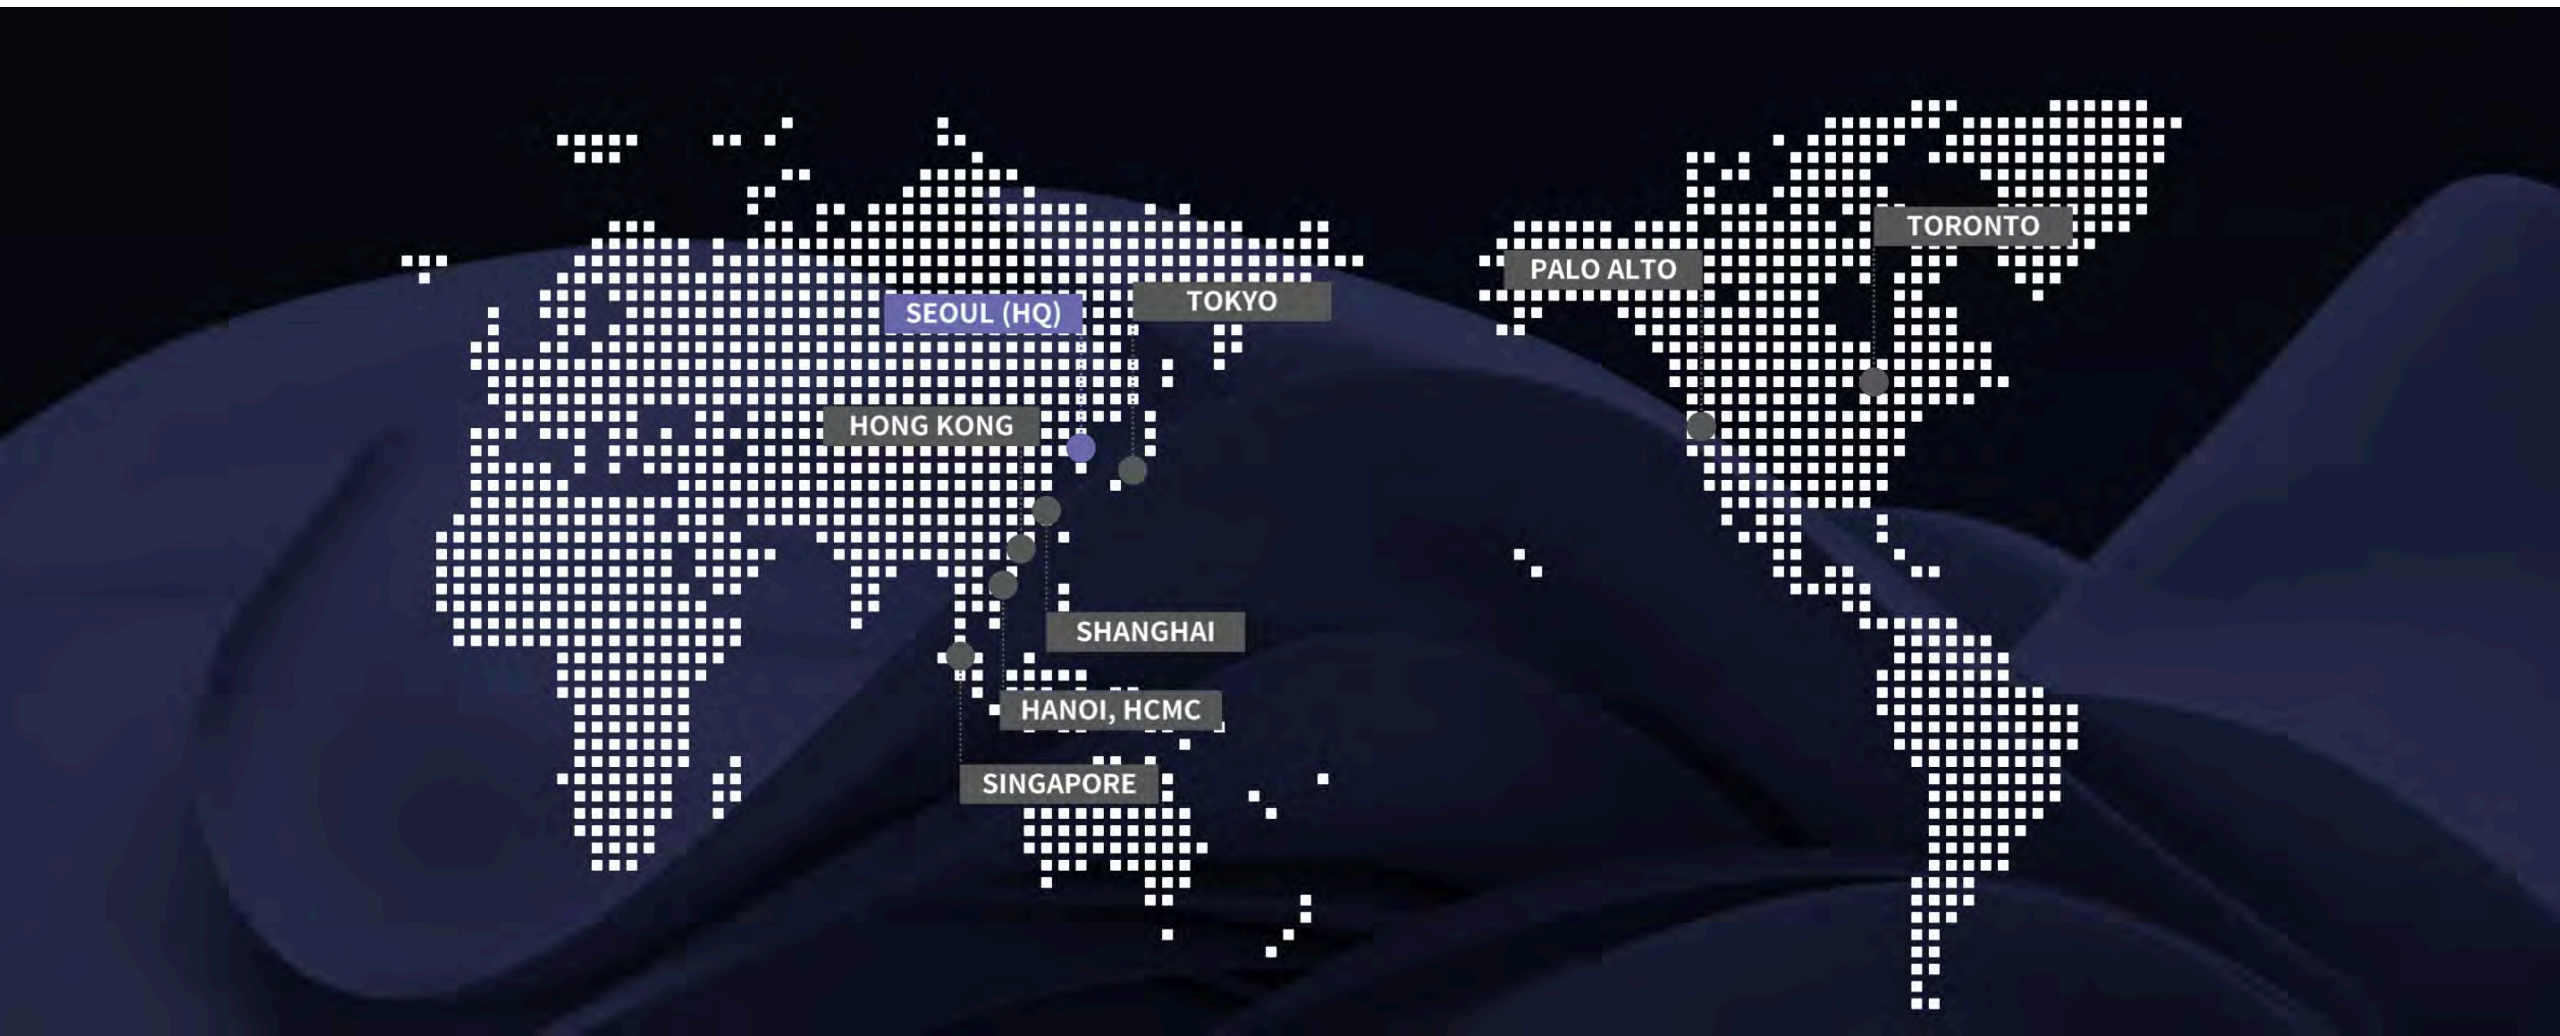 TORONTO
PALO ALTO
TOKYO
SEOUL (HQ)
HONG KONG
SHANGHAI
HANOI, HCMC
SINGAPORE